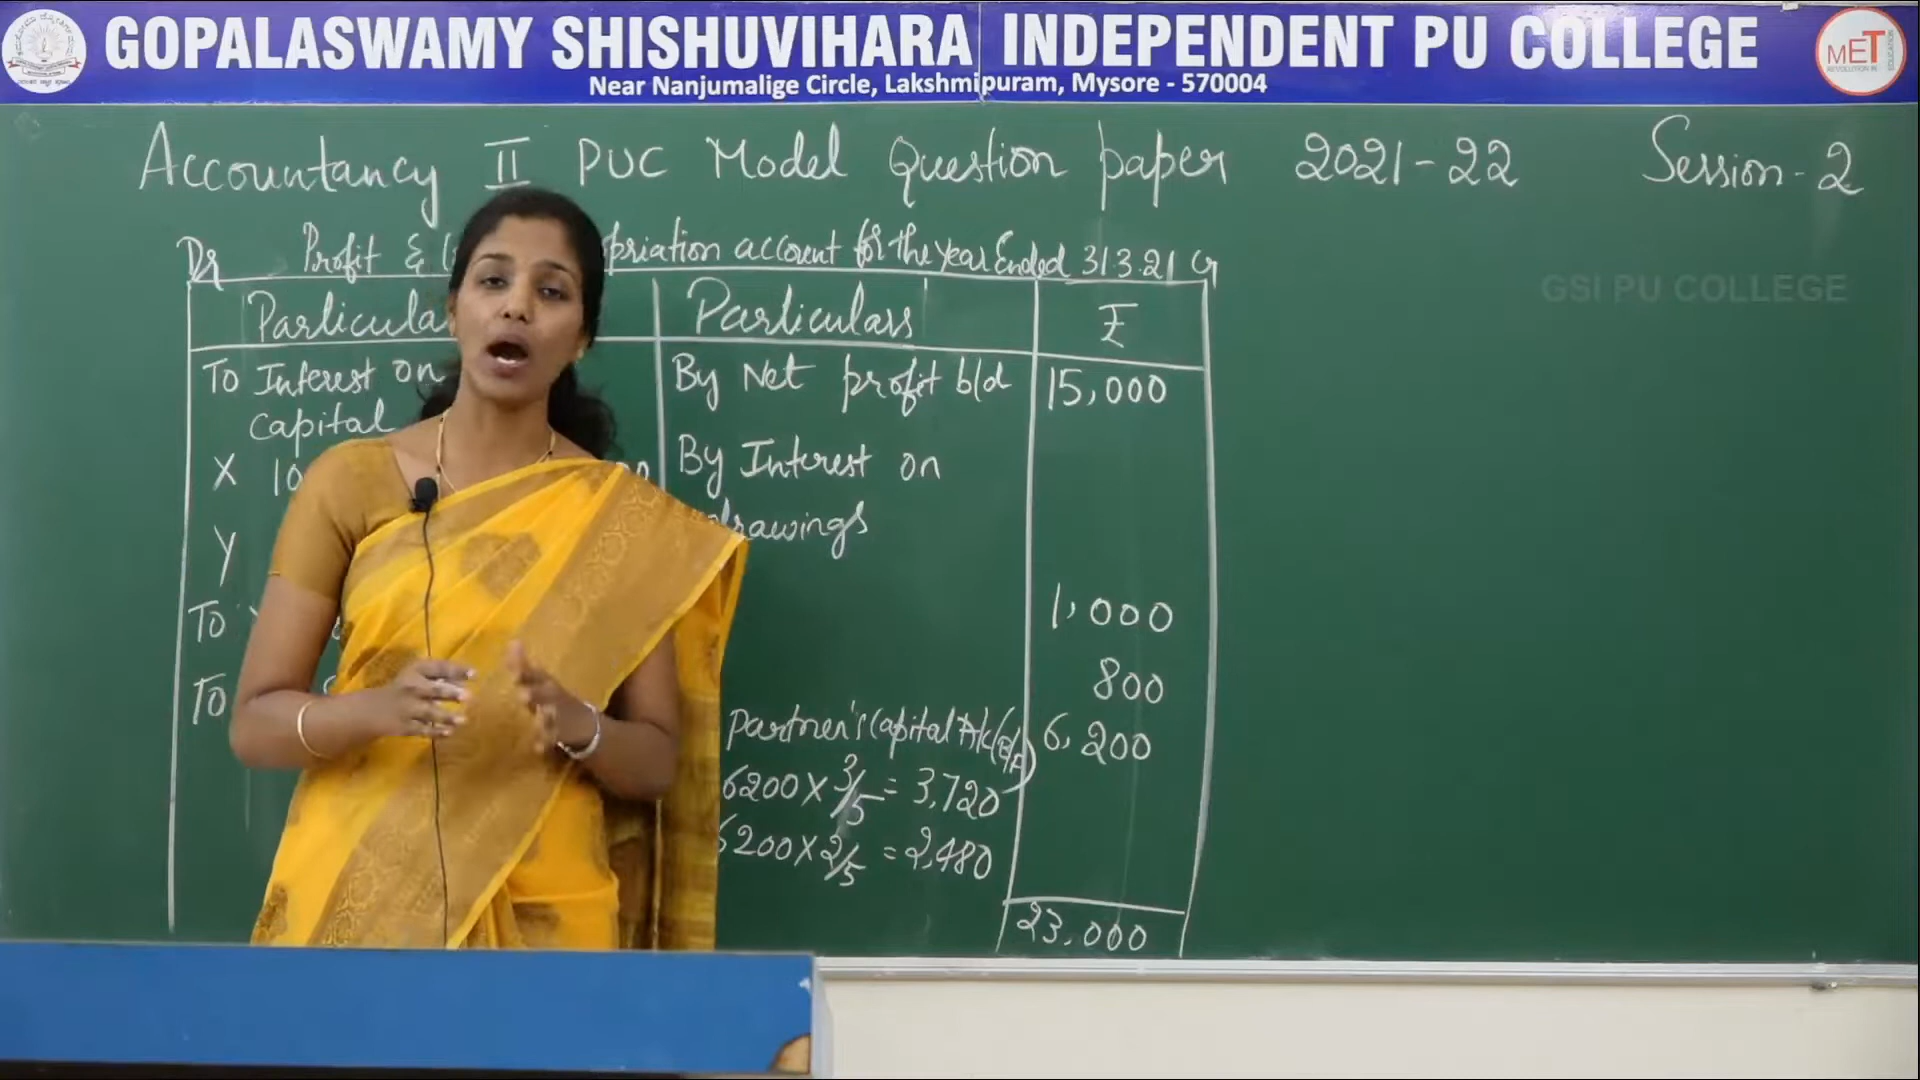 GOPALASWAMY SHISHUVIHARA INDEPENDENT PU COLLEGE
Near Nanjumalige Circle, Lakshmipuram, Mysore - 570004
MET
Accountancy II PUC Model Question paper 2021-22 Session-2
Dr Profit & priation account for the Year Ended 31.3.21 Cr
Particula Particulars ₹
To Interest on By Net profit b/d 15,000
capital
X 10 By Interest on
drawings
Y
To 1,000
To 800
Partner's Capital A/c 6,200
6200 X 3/5 = 3,720
6200 X 2/5 = 2,480
23,000
GSI PU COLLEGE